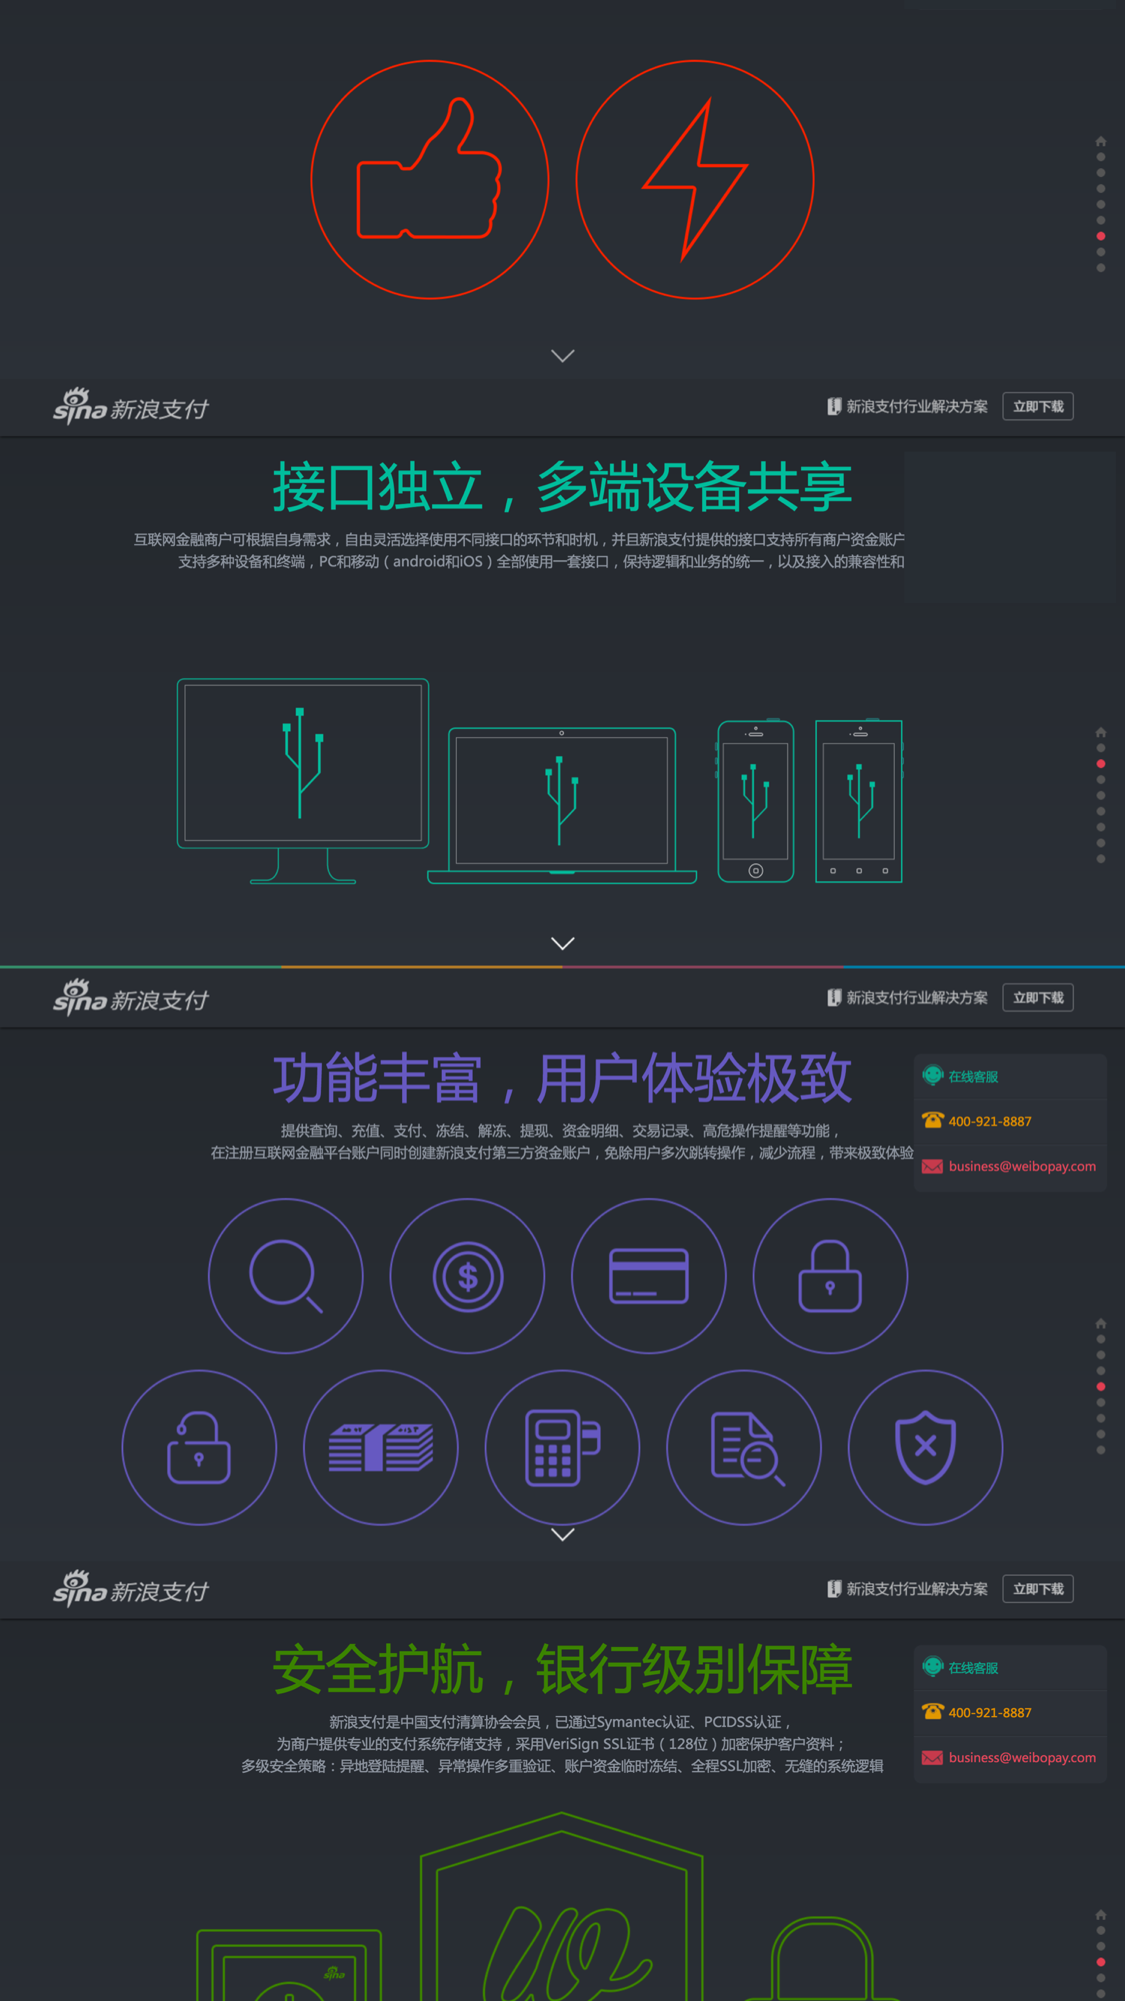 sina新浪支付
新浪支付行业解决方案
立即下载
接口独立，多端设备共享
互联网金融商户可根据自身需求，自由灵活选择使用不同接口的环节和时机，并且新浪支付提供的接口支持所有商户资金账户
支持多种设备和终端，PC和移动（android和iOS）全部使用一套接口，保持逻辑和业务的统一，以及接入的兼容性和
sina新浪支付
新浪支付行业解决方案
立即下载
功能丰富，用户体验极致
在线客服
400-921-8887
business@weibopay.com
提供查询、充值、支付、冻结、解冻、提现、资金明细、交易记录、高危操作提醒等功能，
在注册互联网金融平台账户同时创建新浪支付第三方资金账户，免除用户多次跳转操作，减少流程，带来极致体验
$
sina新浪支付
新浪支付行业解决方案
立即下载
安全护航，银行级别保障
在线客服
400-921-8887
business@weibopay.com
新浪支付是中国支付清算协会会员，已通过Symantec认证、PCIDSS认证，
为商户提供专业的支付系统存储支持，采用VeriSign SSL证书（128位）加密保护客户资料；
多级安全策略：异地登陆提醒、异常操作多重验证、账户资金临时冻结、全程SSL加密、无缝的系统逻辑
sina